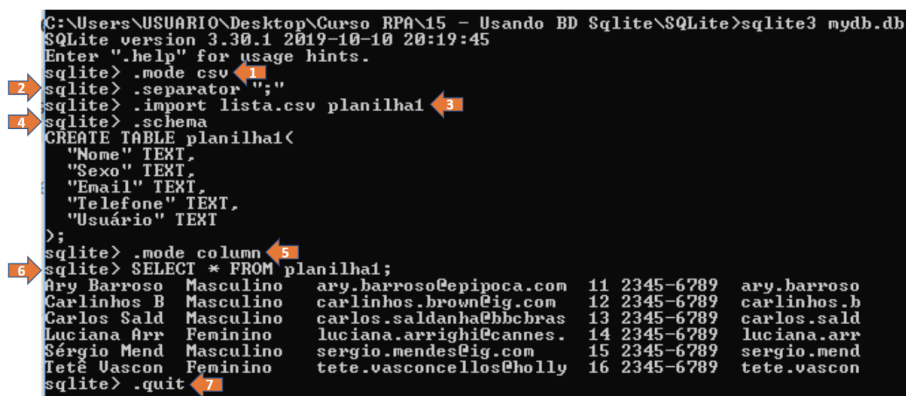 C:\Users\USUARIO\Desktop\Curso RPA\15 - Usando BD Sqlite\SQLite>sqlite3 mydb.db
SQLite version 3.30.1 2019-10-10 20:19:45
Enter ".help" for usage hints.
sqlite> .mode csv 1
2 sqlite> .separator ";"
sqlite> .import lista.csv planilha1 3
4 sqlite> .schema
CREATE TABLE planilha1(
"Nome" TEXT,
"Sexo" TEXT,
"Email" TEXT,
"Telefone" TEXT,
"Usuário" TEXT
);
sqlite> .mode column 5
6 sqlite> SELECT * FROM planilha1;
Ary Barroso Masculino ary.barroso@epipoca.com 11 2345-6789 ary.barroso
Carlinhos B Masculino carlinhos.brown@ig.com 12 2345-6789 carlinhos.b
Carlos Sald Masculino carlos.saldanha@bbcbras 13 2345-6789 carlos.sald
Luciana Arr Feminino luciana.arrighi@cannes. 14 2345-6789 luciana.arr
Sérgio Mend Masculino sergio.mendes@ig.com 15 2345-6789 sergio.mend
Tetê Vascon Feminino tete.vasconcellos@holly 16 2345-6789 tete.vascon
sqlite> .quit 7